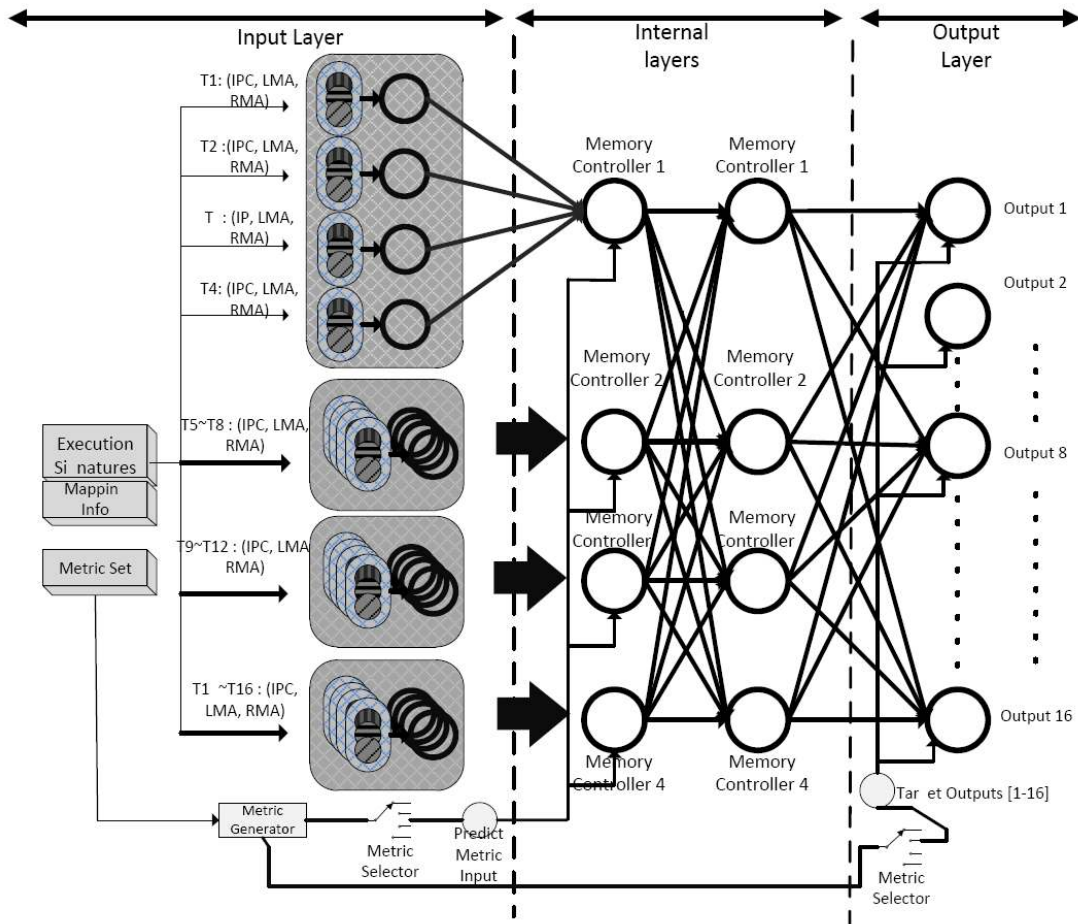 Input Layer
Internal
layers
Output
Layer
T1: (IPC, LMA,
RMA)
T2: (IPC, LMA,
RMA)
T : (IP, LMA,
RMA)
T4: (IPC, LMA,
RMA)
T5~T8 : (IPC, LMA,
RMA)
T9~T12 : (IPC, LMA,
RMA)
T1 ~T16 : (IPC,
LMA, RMA)
Execution
Si natures
Mappin
Info
Metric Set
Metric
Generator
Metric
Selector
Predict
Metric
Input
Memory
Controller 1
Memory
Controller 1
Memory
Controller 2
Memory
Controller 2
Memory
Controller
Memory
Controller
Memory
Controller 4
Memory
Controller 4
Output 1
Output 2
Output 8
Output 16
Tar et Outputs [1-16]
Metric
Selector